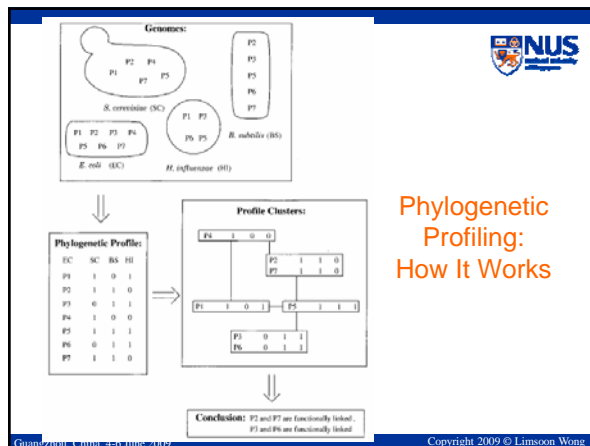 Genomes:
P2 P4
P1 P7 P5
S. cerevisiae (SC)
P2
P3
P5
P6
P7
B. subtilis (BS)
P1 P2 P3 P4
P5 P6 P7
E. coli (EC)
P1 P3
P6 P5
H. influenzae (HI)
NUS
National University
Phylogenetic
Profiling:
How It Works
Phylogenetic Profile:
EC SC BS HI
P1 1 0 1
P2 1 1 0
P3 0 1 1
P4 1 0 0
P5 1 1 1
P6 0 1 1
P7 1 1 0
Profile Clusters:
P4 1 0 0
P2 1 1 0
P7 1 1 0
P1 1 0 1
P5 1 1 1
P3 0 1 1
P6 0 1 1
Conclusion: P2 and P7 are functionally linked,
P3 and P6 are functionally linked
Guangzhou, China, 4-6 June 2009
Copyright 2009 © Limsoon Wong